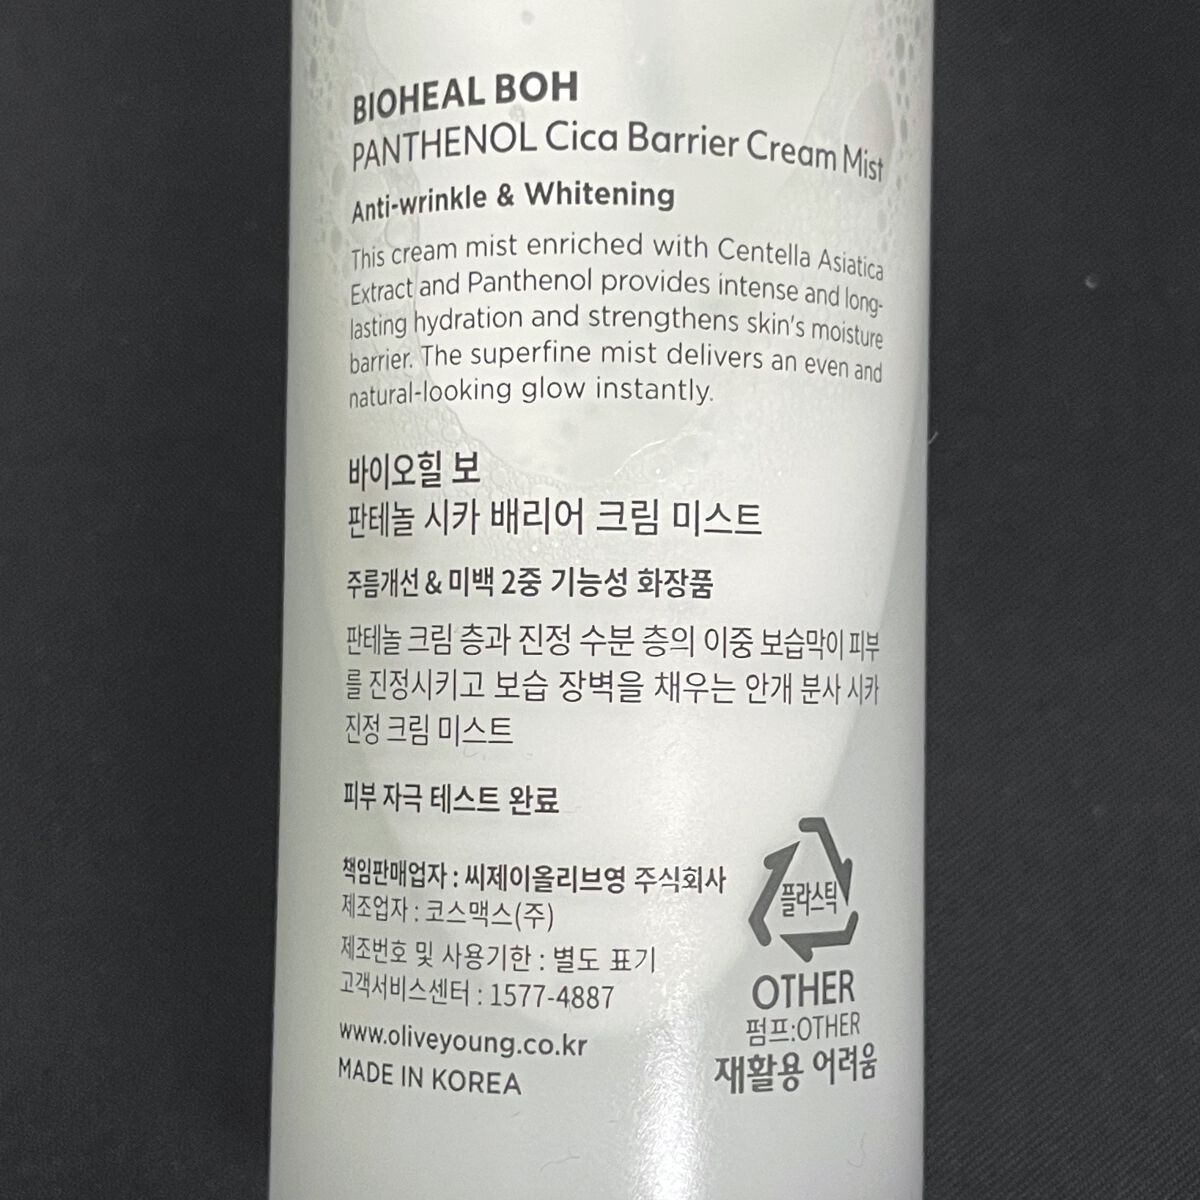 BIOHEAL BOH
PANTHENOL Cica Barrier Cream Mist
Anti-wrinkle & Whitening
This cream mist enriched with Centella Asiatica
Extract and Panthenol provides intense and long-
lasting hydration and strengthens skin's moisture
barrier. The superfine mist delivers an even and
natural-looking glow instantly.
바이오힐 보
판테놀 시카 배리어 크림 미스트
주름개선 & 미백 2중 기능성 화장품
판테놀 크림 층과 진정 수분 층의 이중 보습막이 피부
를 진정시키고 보습 장벽을 채우는 안개 분사 시카
진정 크림 미스트
피부 자극 테스트 완료
책임판매업자 : 씨제이올리브영 주식회사
제조업자 : 코스맥스(주)
제조번호 및 사용기한 : 별도 표기
고객서비스센터 : 1577-4887
www.oliveyoung.co.kr
MADE IN KOREA
플라스틱
OTHER
펌프:OTHER
재활용 어려움